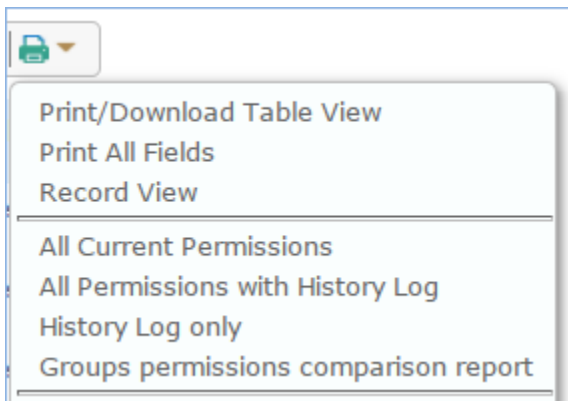 Print/Download Table View
Print All Fields
Record View
All Current Permissions
All Permissions with History Log
History Log only
Groups permissions comparison report